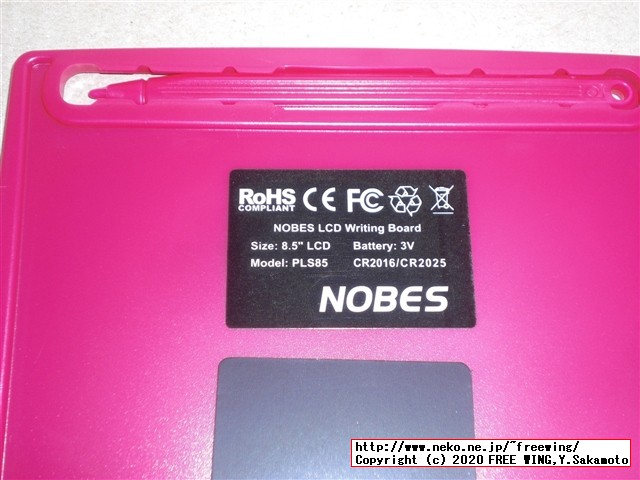 RoHS CE FC
COMPLIANT
NOBES LCD Writing Board
Size: 8.5" LCD Battery: 3V
Model: PLS85 CR2016/CR2025
NOBES
http://www.neko.ne.jp/~freewing/
Copyright (c) 2020 FREE WING,Y.Sakamoto